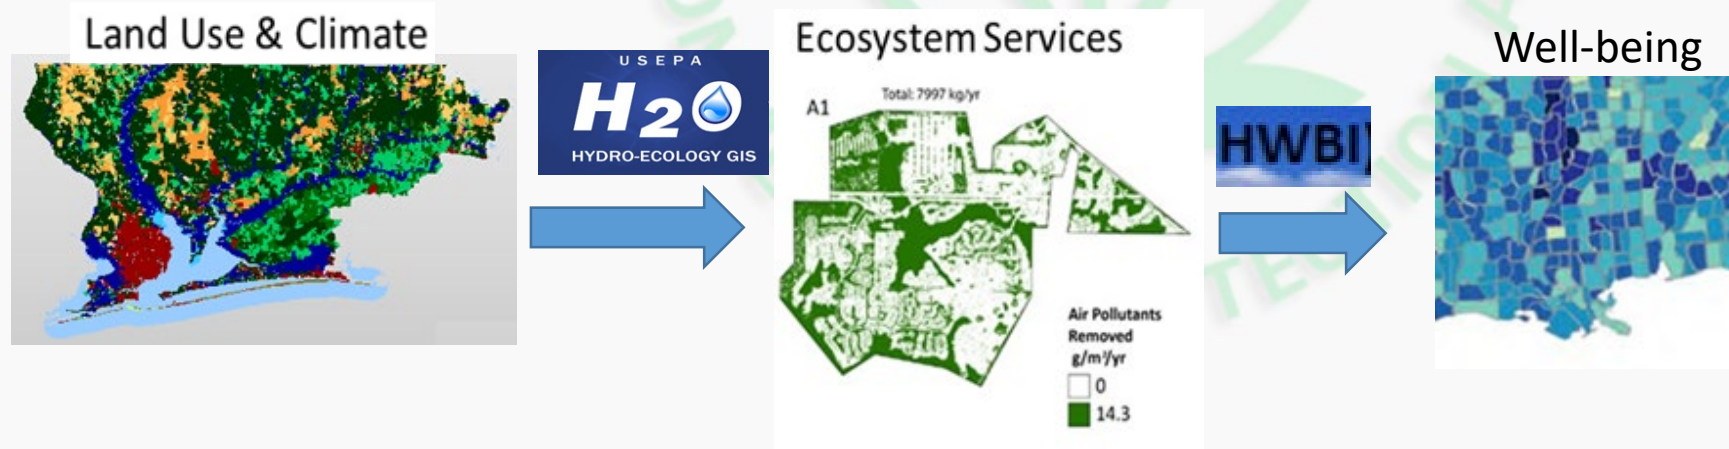 Land Use & Climate
USEPA
H2O
HYDRO-ECOLOGY GIS
Ecosystem Services
A1
Total: 7997 kg/yr
Air Pollutants
Removed
g/m²/yr
0
14.3
HWBI)
Well-being